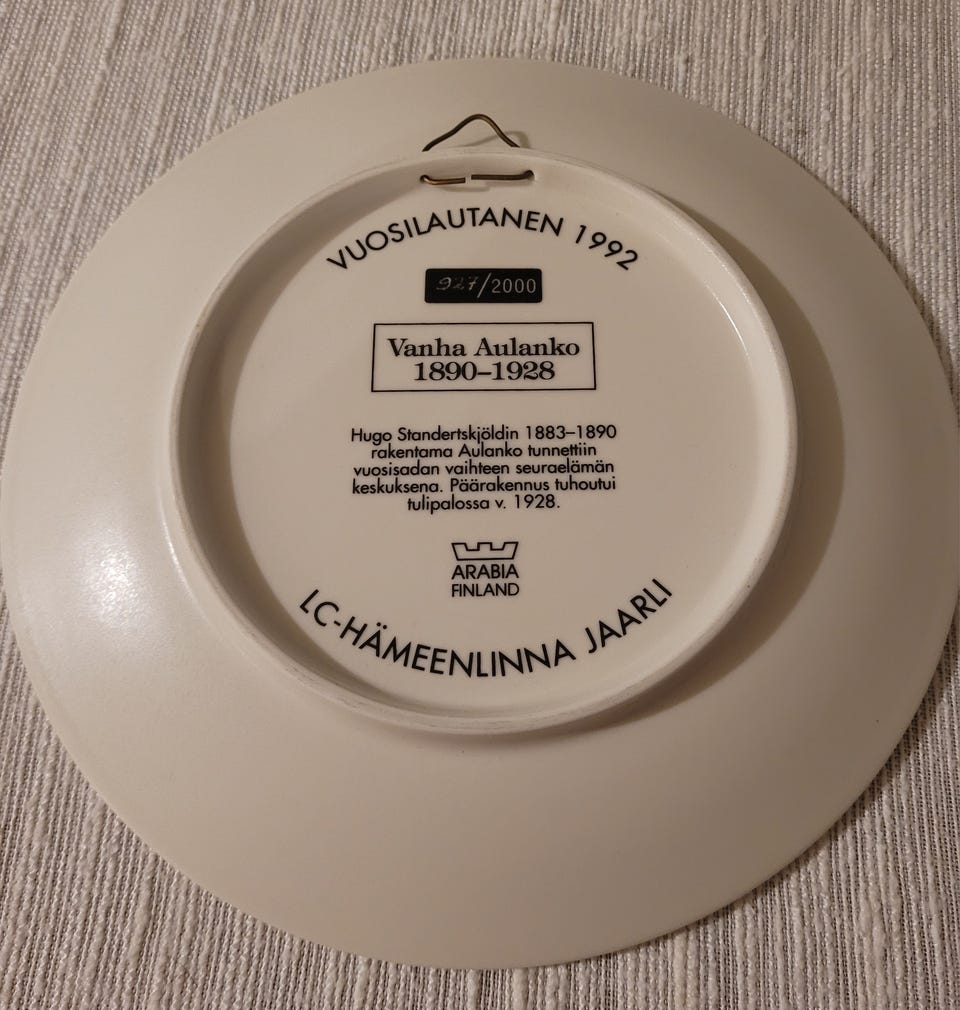 VUOSILAUTANEN 1992
927/2000
Vanha Aulanko
1890–1928
Hugo Standertskjöldin 1883–1890
rakentama Aulanko tunnettiin
vuosisadan vaihteen seuraelämän
keskuksena. Päärakennus tuhoutui
tulipalossa v. 1928.
ARABIA
FINLAND
LC-HÄMEENLINNA JAARLI